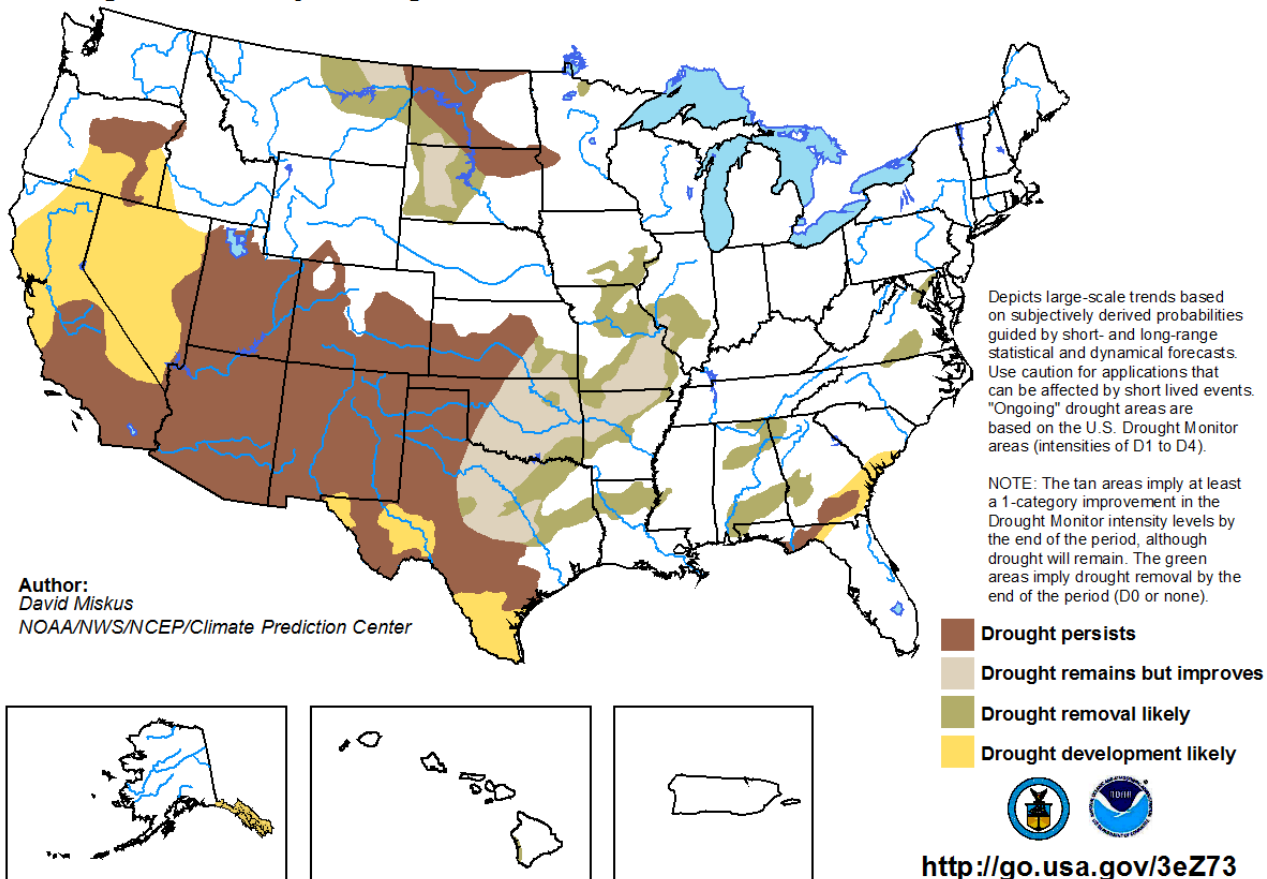 Depicts large-scale trends based
on subjectively derived probabilities
guided by short- and long-range
statistical and dynamical forecasts.
Use caution for applications that
can be affected by short lived events.
"Ongoing" drought areas are
based on the U.S. Drought Monitor
areas (intensities of D1 to D4).
NOTE: The tan areas imply at least
a 1-category improvement in the
Drought Monitor intensity levels by
the end of the period, although
drought will remain. The green
areas imply drought removal by the
end of the period (D0 or none).
Author:
David Miskus
NOAA/NWS/NCEP/Climate Prediction Center
Drought persists
Drought remains but improves
Drought removal likely
Drought development likely
NOAA
http://go.usa.gov/3eZ73